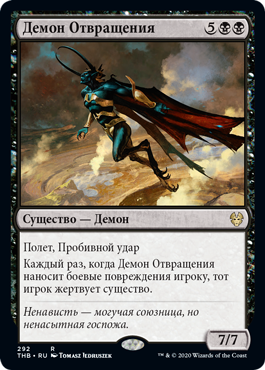 Демон Отвращения 5
Существо — Демон
Полет, Пробивной удар
Каждый раз, когда Демон Отвращения
наносит боевые повреждения игроку, тот
игрок жертвует существо.
Ненависть — могучая союзница, но
ненасытная госпожа.
7/7
292 R
THB • RU Tomasz Jedruszek
™ & © 2020 Wizards of the Coast